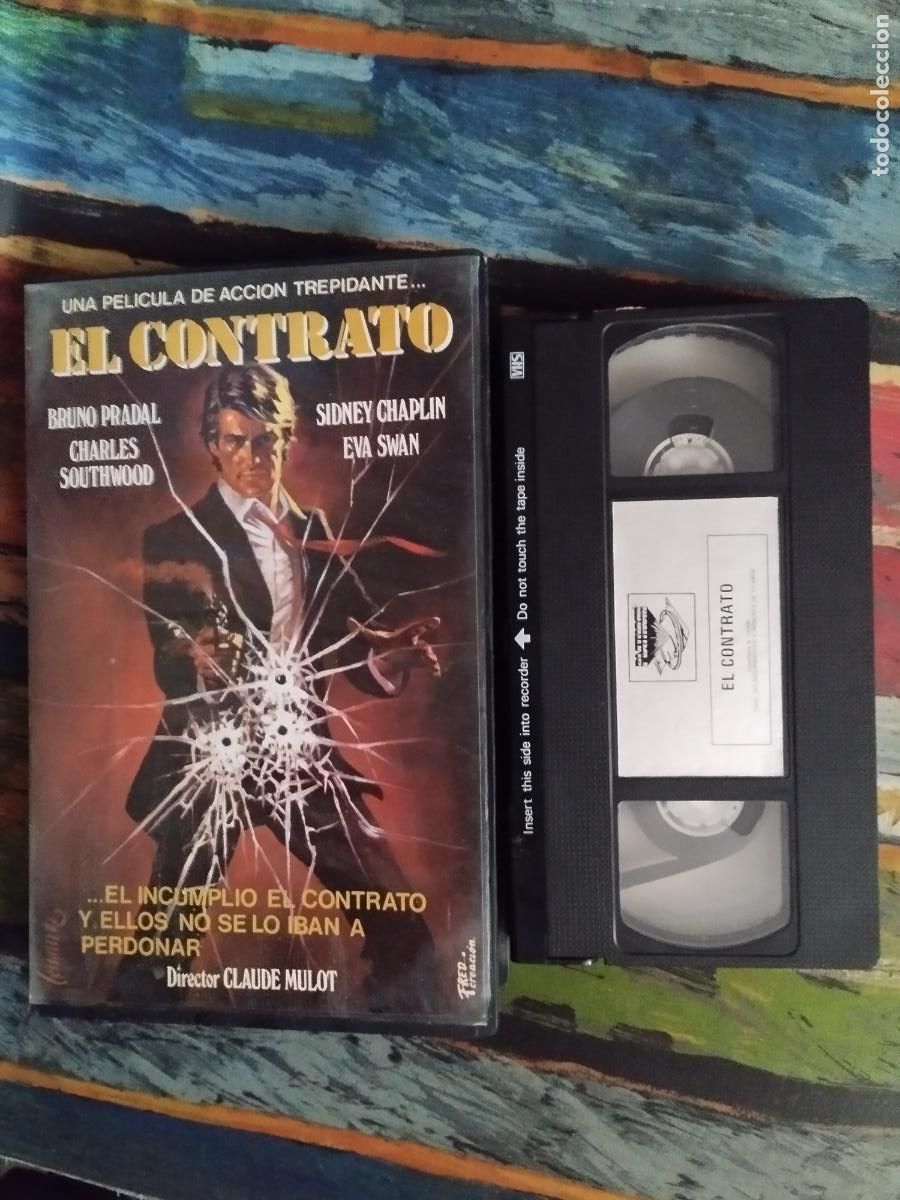 UNA PELICULA DE ACCION TREPIDANTE...
EL CONTRATO
BRUNO PRADAL
CHARLES
SOUTHWOOD
SIDNEY CHAPLIN
EVA SWAN
...EL INCUMPLIO EL CONTRATO
Y ELLOS NO SE LO IBAN A
PERDONAR
Director CLAUDE MULOT
FRED
creación.
VHS
Insert this side into recorder Do not touch the tape inside
EL CONTRATO
todocoleccion